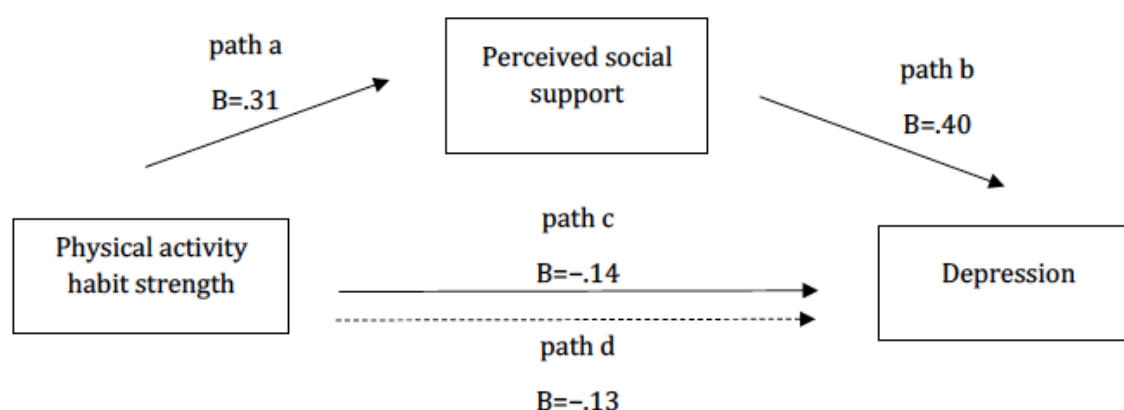 path a
B=.31
Perceived social
support
path b
B=.40
Physical activity
habit strength
path c
B=−.14
Depression
path d
B=−.13